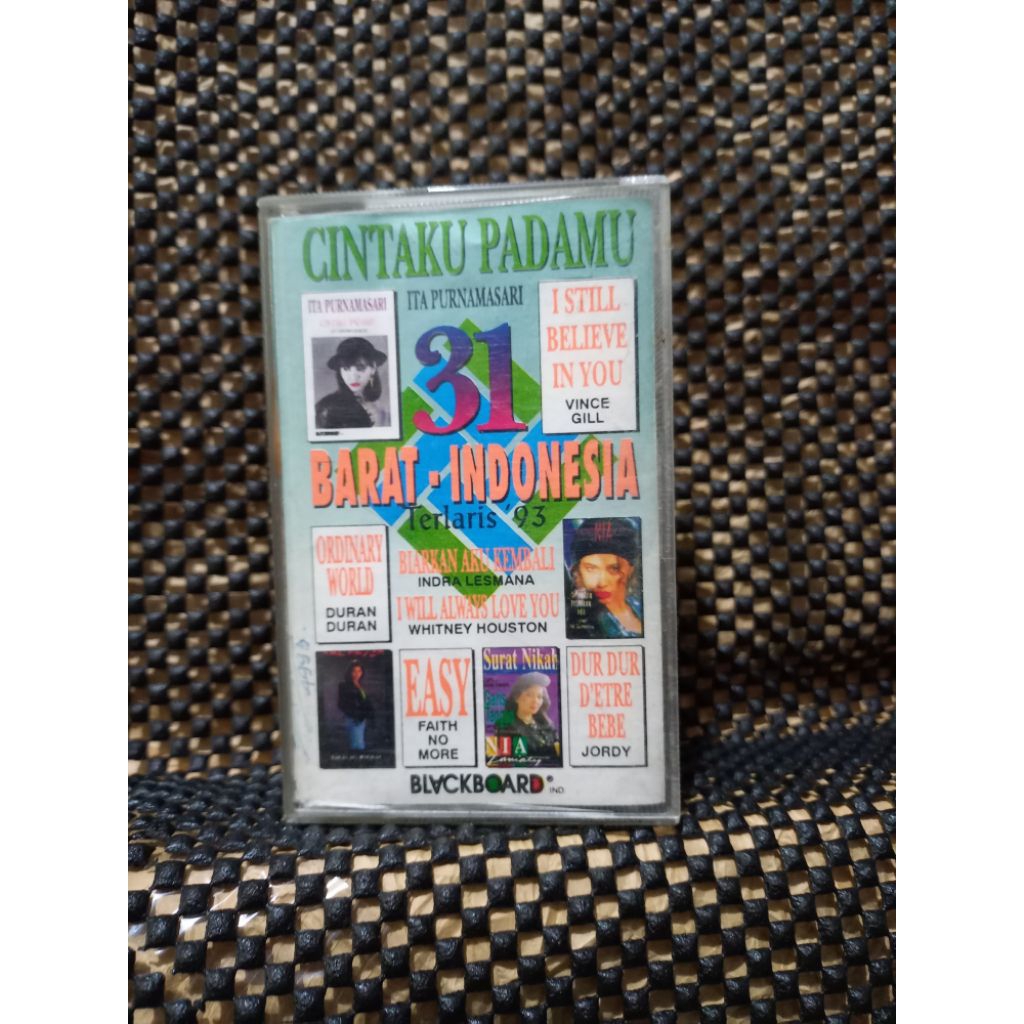 CINTAKU PADAMU
ITA PURNAMASARI
ITA PURNAMASARI
31
I STILL
BELIEVE
IN YOU
VINCE
GILL
BARAT - INDONESIA
Terlaris '93
ORDINARY
WORLD
DURAN
DURAN
BIARKAN AKU KEMBALI
INDRA LESMANA
I WILL ALWAYS LOVE YOU
WHITNEY HOUSTON
EASY
FAITH
NO
MORE
Surat Nikah
NIA
DUR DUR
D'ETRE
BEBE
JORDY
BLACKBOARD® IND.